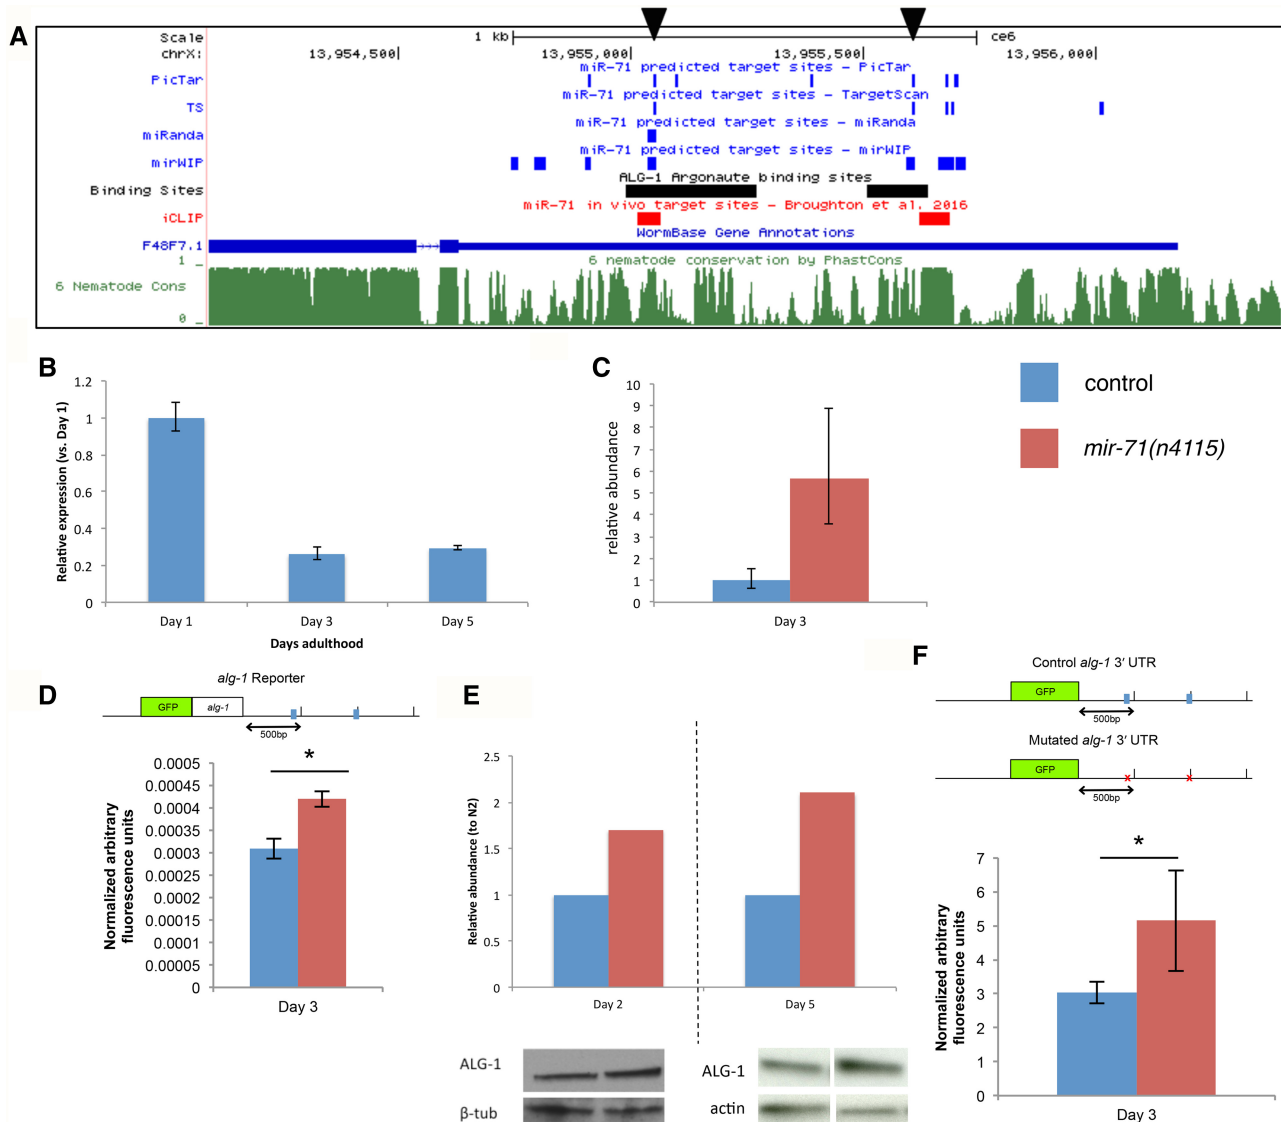 A
Scale
1 kb
ce6
chrX:
13,954,500
13,955,000
13,955,500
13,956,000
miR-71 predicted target sites - PicTar
PicTar
miR-71 predicted target sites - TargetScan
TS
miR-71 predicted target sites - miRanda
miRanda
miR-71 predicted target sites - mirWIP
mirWIP
ALG-1 Argonaute binding sites
Binding Sites
miR-71 in vivo target sites - Broughton et al. 2016
iCLIP
WormBase Gene Annotations
F48F7.1
6 nematode conservation by PhastCons
1
6 Nematode Cons
0
B
Relative expression (vs. Day 1)
1.2
1
0.8
0.6
0.4
0.2
0
Day 1
Day 3
Day 5
Days adulthood
C
relative abundance
10
9
8
7
6
5
4
3
2
1
0
Day 3
control
mir-71(n4115)
D
alg-1 Reporter
GFP
alg-1
500bp
Normalized arbitrary
fluorescence units
0.0005
0.00045
0.0004
0.00035
0.0003
0.00025
0.0002
0.00015
0.0001
0.00005
0
*
Day 3
E
Relative abundance (to N2)
2.5
2
1.5
1
0.5
0
Day 2
Day 5
ALG-1
β-tub
ALG-1
actin
F
Control alg-1 3' UTR
GFP
500bp
Mutated alg-1 3' UTR
GFP
x
x
500bp
Normalized arbitrary
fluorescence units
7
6
5
4
3
2
1
0
*
Day 3